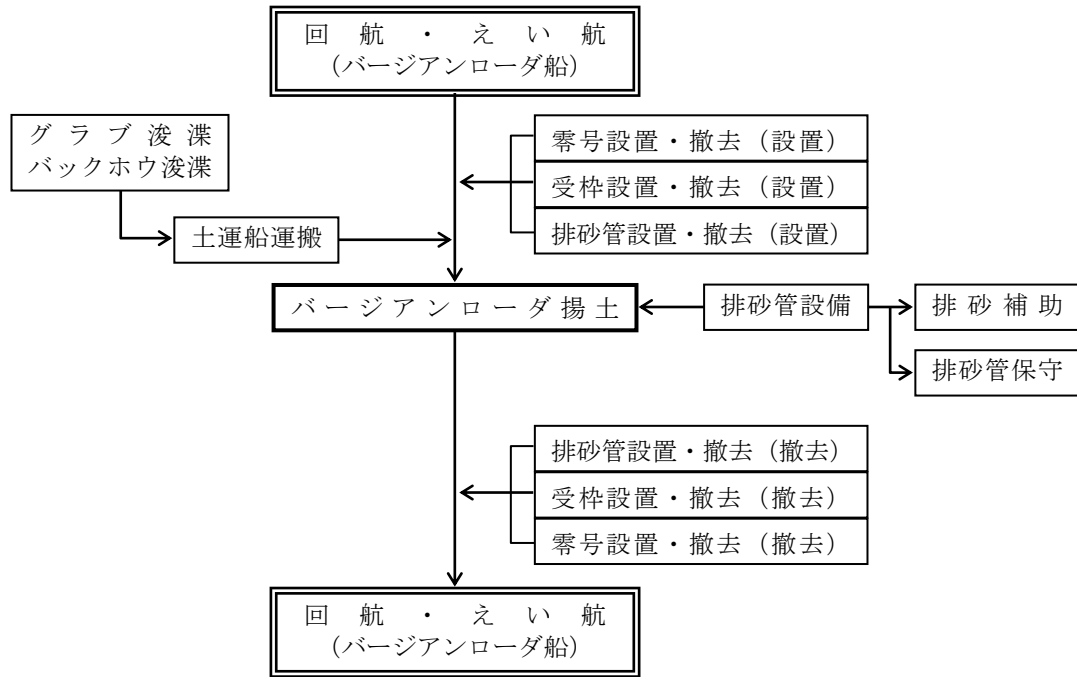 回航・えい航
（バージアンローダ船）
グラブ浚渫
バックホウ浚渫
零号設置・撤去（設置）
受枠設置・撤去（設置）
排砂管設置・撤去（設置）
土運船運搬
バージアンローダ揚土
排砂管設備
排砂補助
排砂管保守
排砂管設置・撤去（撤去）
受枠設置・撤去（撤去）
零号設置・撤去（撤去）
回航・えい航
（バージアンローダ船）